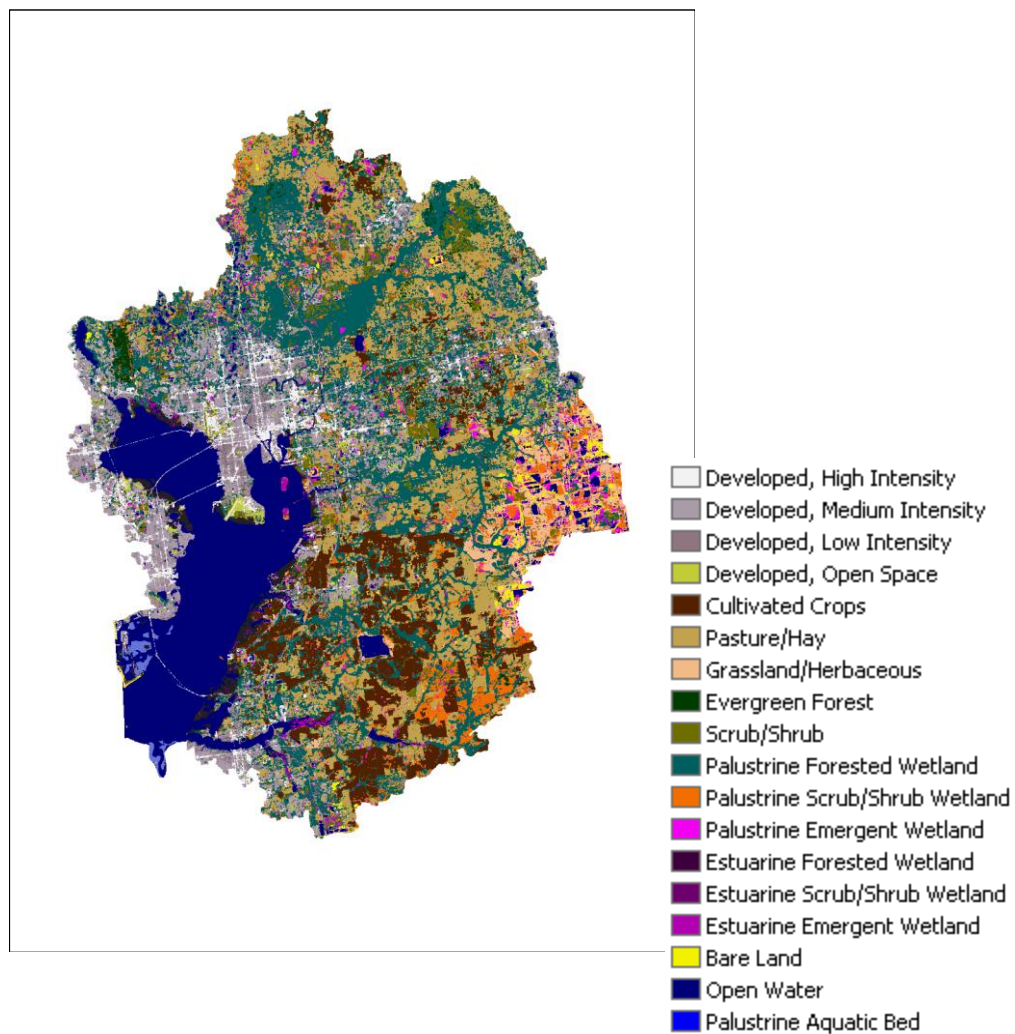 Developed, High Intensity
Developed, Medium Intensity
Developed, Low Intensity
Developed, Open Space
Cultivated Crops
Pasture/Hay
Grassland/Herbaceous
Evergreen Forest
Scrub/Shrub
Palustrine Forested Wetland
Palustrine Scrub/Shrub Wetland
Palustrine Emergent Wetland
Estuarine Forested Wetland
Estuarine Scrub/Shrub Wetland
Estuarine Emergent Wetland
Bare Land
Open Water
Palustrine Aquatic Bed